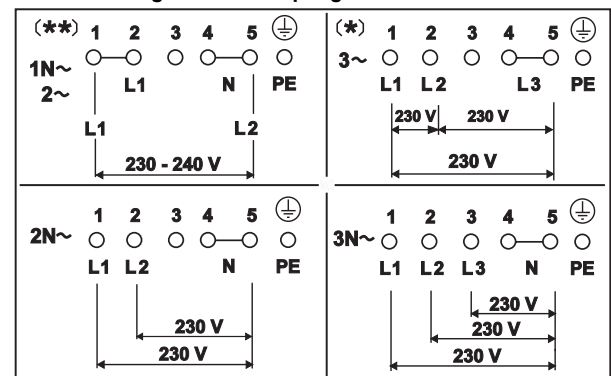 (**) 1 2 3 4 5
1N~
2~
L1 N PE
L1 L2
230 - 240 V
(*) 1 2 3 4 5
3~
L1 L2 L3 PE
230 V 230 V
230 V
1 2 3 4 5
2N~
L1 L2 N PE
230 V
230 V
1 2 3 4 5
3N~
L1 L2 L3 N PE
230 V
230 V
230 V